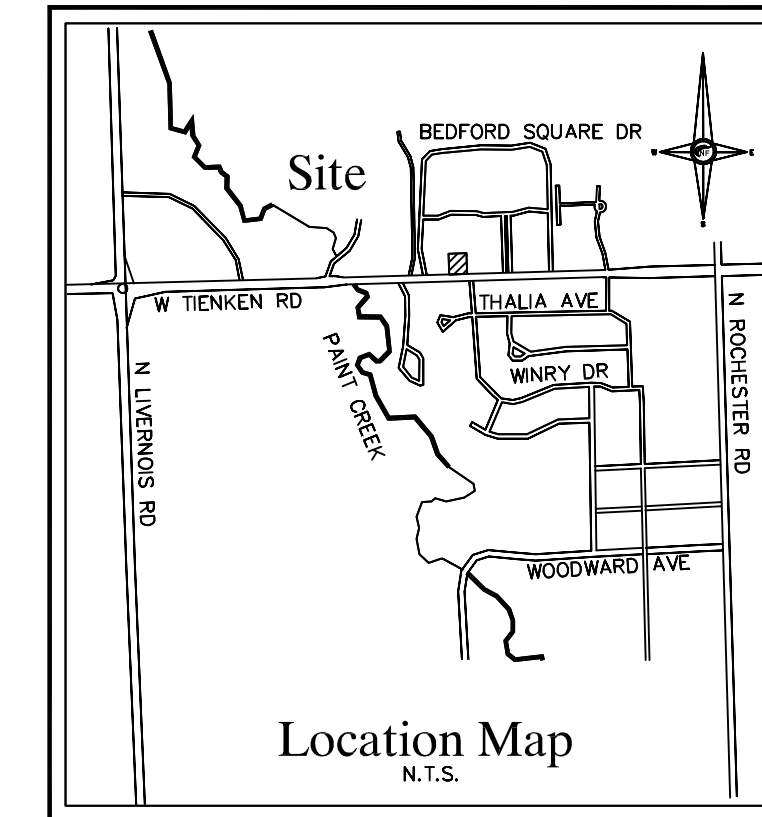 BEDFORD SQUARE DR
Site
W
NF
E
S
W TIENKEN RD
THALIA AVE
N ROCHESTER RD
PAINT CREEK
N LIVERNOIS RD
WINRY DR
WOODWARD AVE
Location Map
N.T.S.